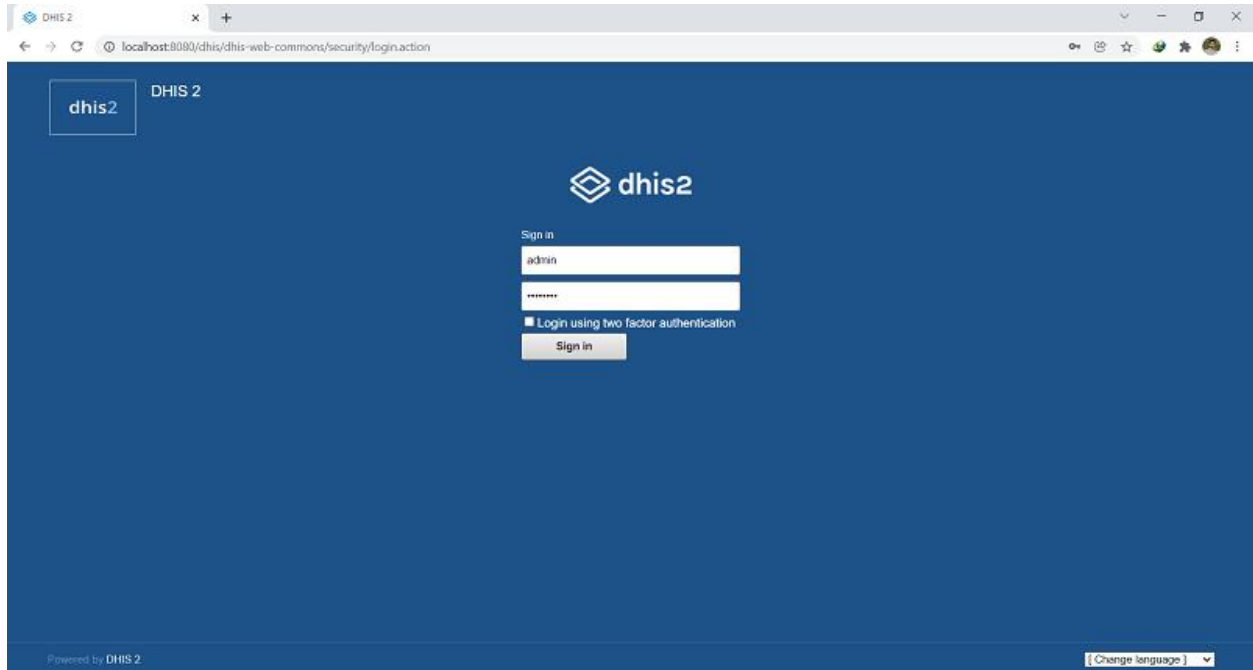 DHIS 2
localhost:8080/dhis/dhis-web-commons/security/login.action
dhis2
DHIS 2
dhis2
Sign in
admin
••••••••
Login using two factor authentication
Sign in
Powered by DHIS 2
[ Change language ]